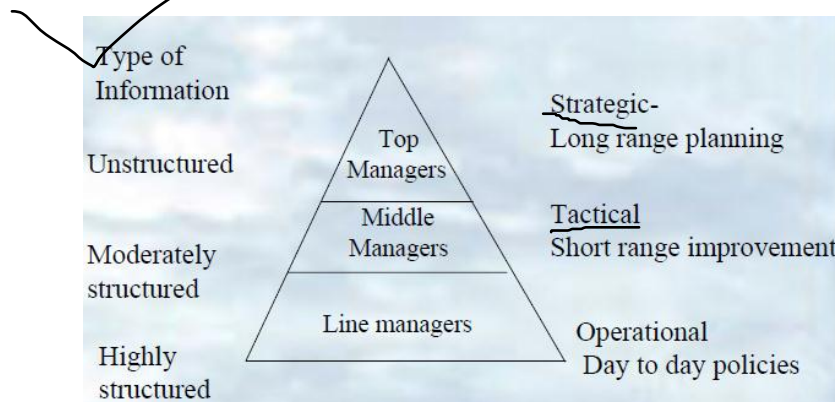 Type of
Information
Unstructured
Moderately
structured
Highly
structured
Top
Managers
Middle
Managers
Line managers
Strategic-
Long range planning
Tactical
Short range improvement
Operational
Day to day policies